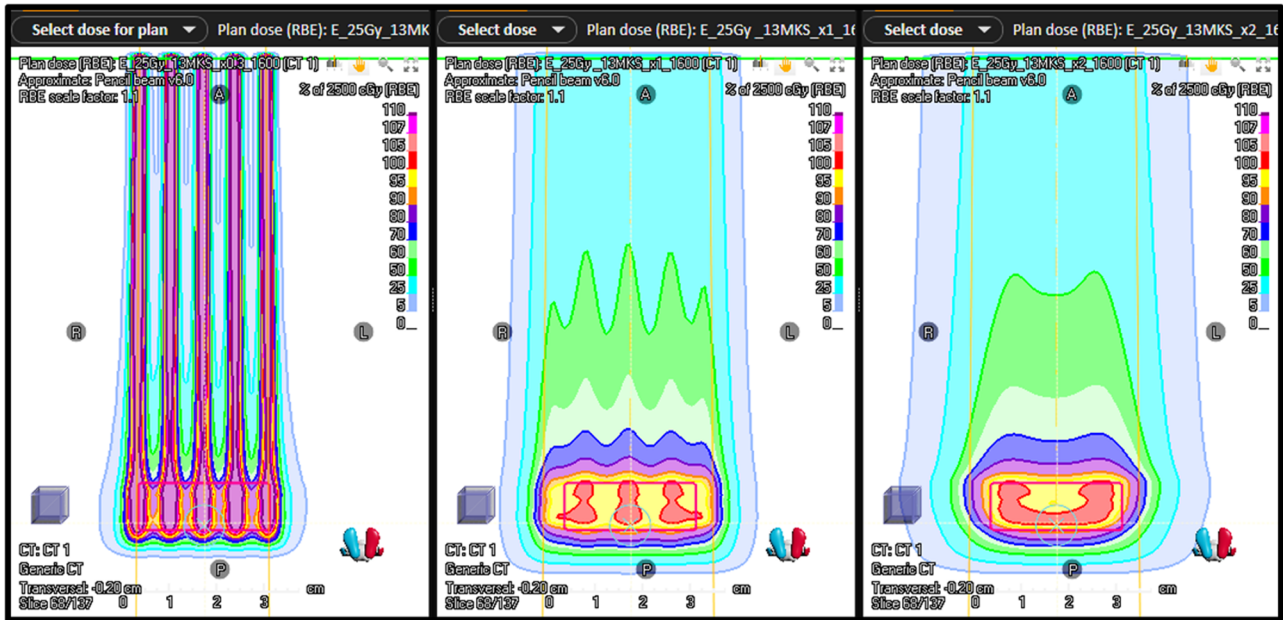 Select dose for plan
Plan dose (RBE): E_25Gy_13MK
Plan dose (RBE): E_25Gy_13MKS_x0.3_1600 (CT 1)
Approximate: Pencil beam v6.0
RBE scale factor: 1.1
% of 2500 cGy (RBE)
A
110
107
105
100
95
90
80
70
60
50
25
5
0
R
L
P
CT: CT 1
Generic CT
Transversal: -0.20 cm
Slice 68/137
0 1 2 3 cm
Select dose
Plan dose (RBE): E_25Gy _13MKS_x1_16
Plan dose (RBE): E_25Gy _13MKS_x1_1600 (CT 1)
Approximate: Pencil beam v6.0
RBE scale factor: 1.1
% of 2500 cGy (RBE)
A
110
107
105
100
95
90
80
70
60
50
25
5
0
R
L
P
CT: CT 1
Generic CT
Transversal: -0.20 cm
Slice 68/137
0 1 2 3 cm
Select dose
Plan dose (RBE): E_25Gy_13MKS_x2_16
Plan dose (RBE): E_25Gy_13MKS_x2_1600 (CT 1)
Approximate: Pencil beam v6.0
RBE scale factor: 1.1
% of 2500 cGy (RBE)
A
110
107
105
100
95
90
80
70
60
50
25
5
0
R
L
P
CT: CT 1
Generic CT
Transversal: -0.20 cm
Slice 68/137
0 1 2 3 cm